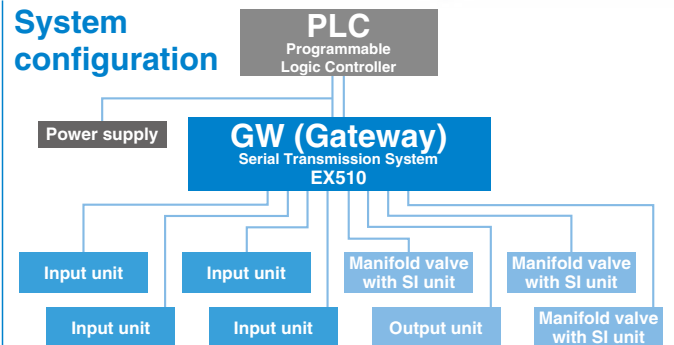 System
configuration
PLC
Programmable
Logic Controller
Power supply
GW (Gateway)
Serial Transmission System
EX510
Input unit
Input unit
Manifold valve
with SI unit
Manifold valve
with SI unit
Input unit
Input unit
Output unit
Manifold valve
with SI unit